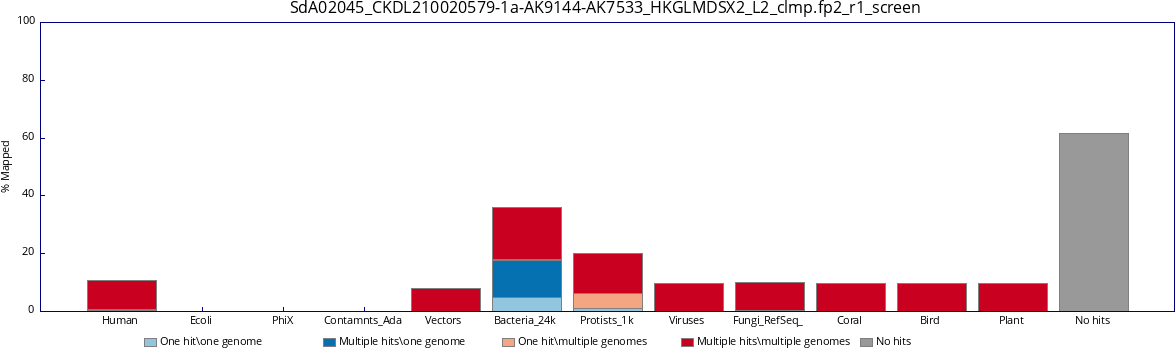 SdA02045_CKDL210020579-1a-AK9144-AK7533_HKGLMDSX2_L2_clmp.fp2_r1_screen
100
80
60
40
20
0
% Mapped
Human Ecoli PhiX Contamnts_Ada Vectors Bacteria_24k Protists_1k Viruses Fungi_RefSeq_ Coral Bird Plant No hits
One hit\one genome Multiple hits\one genome One hit\multiple genomes Multiple hits\multiple genomes No hits